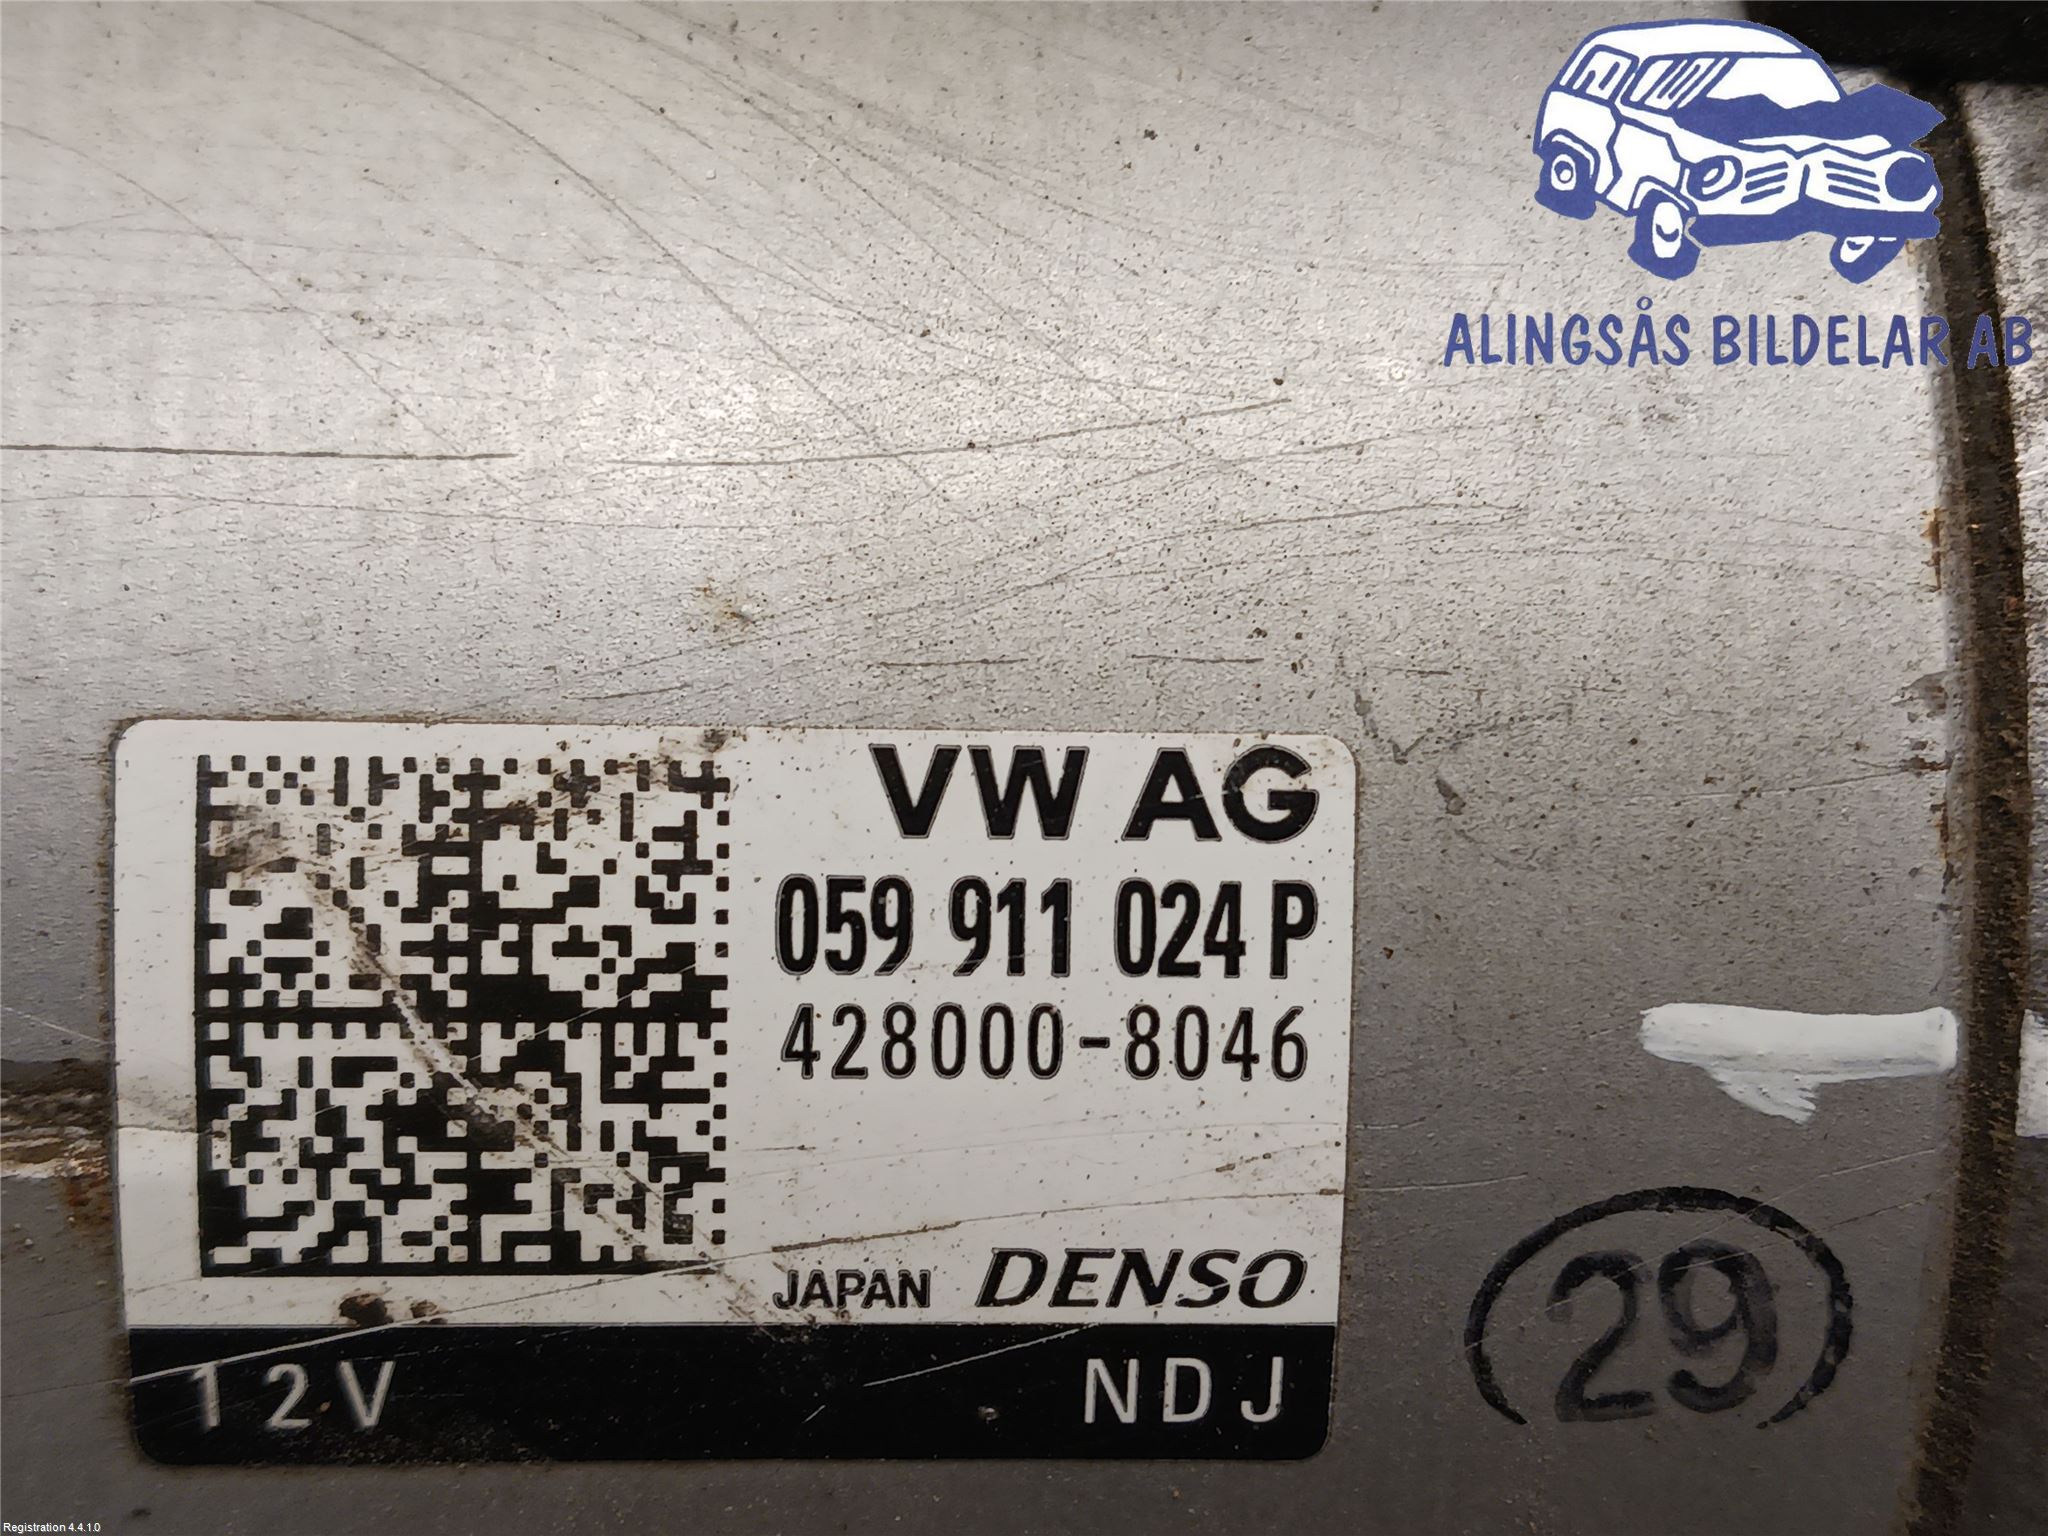 ALINGSÅS BILDELAR AB
VW AG
059 911 024 P
428000-8046
JAPAN DENSO
12V NDJ
29
Registration 4.4.1.0